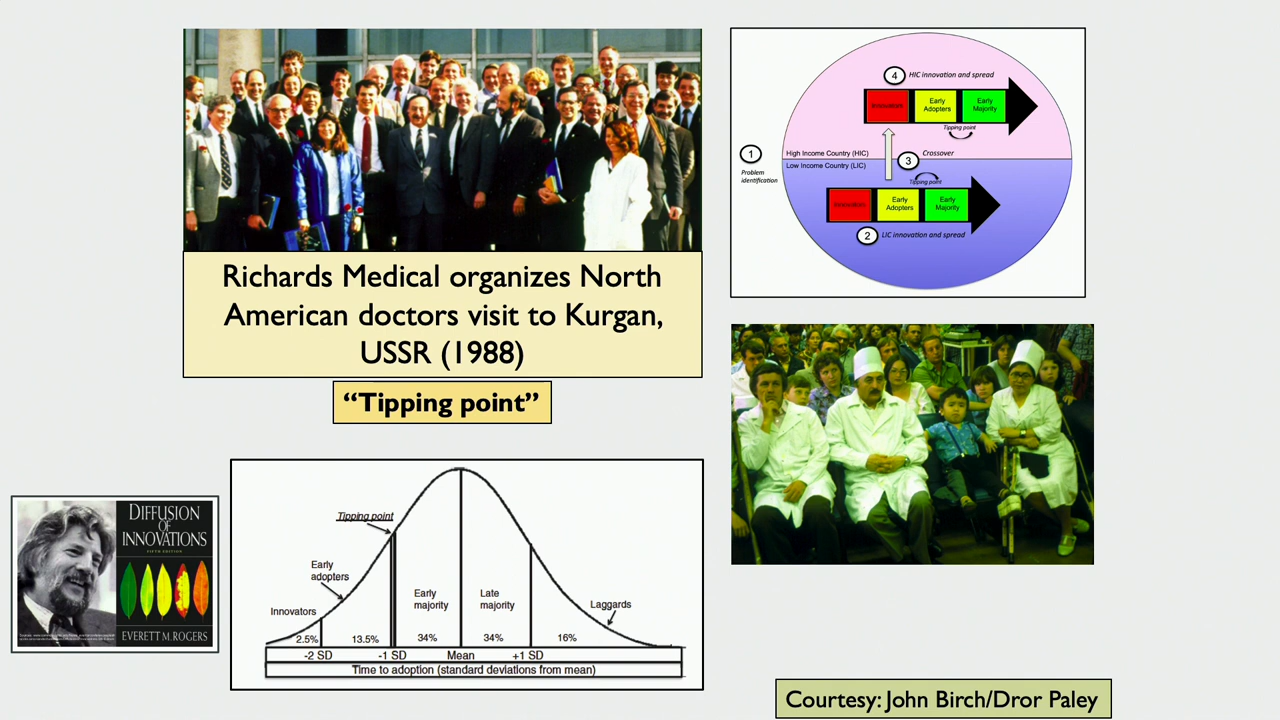 Richards Medical organizes North
American doctors visit to Kurgan,
USSR (1988)
“Tipping point”
4
HIC innovation and spread
Innovators
Early
Adopters
Early
Majority
Tipping point
1
Problem
identification
High Income Country (HIC)
Low Income Country (LIC)
3
Crossover
Tipping point
Innovators
Early
Adopters
Early
Majority
2
LIC innovation and spread
DIFFUSION
OF
INNOVATIONS
FIFTH EDITION
EVERETT M. ROGERS
Tipping point
Early
adopters
Innovators
Early
majority
Late
majority
Laggards
2.5%
13.5%
34%
34%
16%
-2 SD
-1 SD
Mean
+1 SD
Time to adoption (standard deviations from mean)
Courtesy: John Birch/Dror Paley